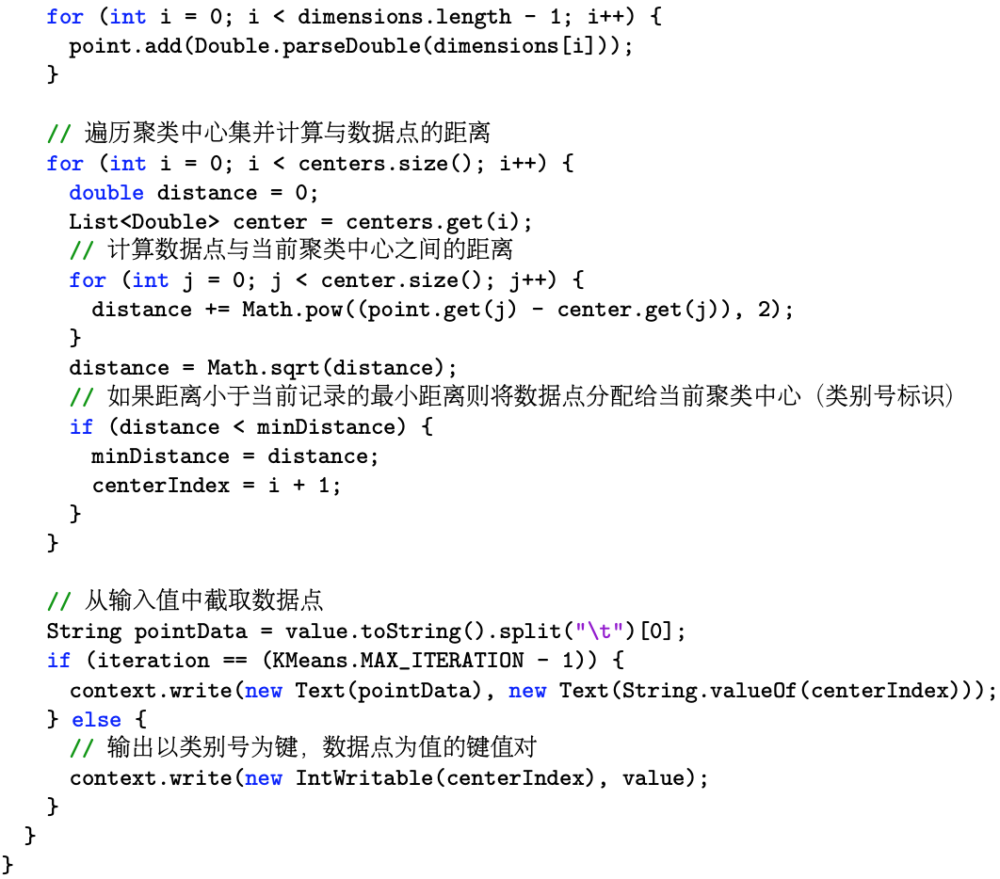 for (int i = 0; i < dimensions.length - 1; i++) {
point.add(Double.parseDouble(dimensions[i]));
}
// 遍历聚类中心集并计算与数据点的距离
for (int i = 0; i < centers.size(); i++) {
double distance = 0;
List<Double> center = centers.get(i);
// 计算数据点与当前聚类中心之间的距离
for (int j = 0; j < center.size(); j++) {
distance += Math.pow((point.get(j) - center.get(j)), 2);
}
distance = Math.sqrt(distance);
// 如果距离小于当前记录的最小距离则将数据点分配给当前聚类中心（类别号标识）
if (distance < minDistance) {
minDistance = distance;
centerIndex = i + 1;
}
}
// 从输入值中截取数据点
String pointData = value.toString().split("\t")[0];
if (iteration == (KMeans.MAX_ITERATION - 1)) {
context.write(new Text(pointData), new Text(String.valueOf(centerIndex)));
} else {
// 输出以类别号为键，数据点为值的键值对
context.write(new IntWritable(centerIndex), value);
}
}
}